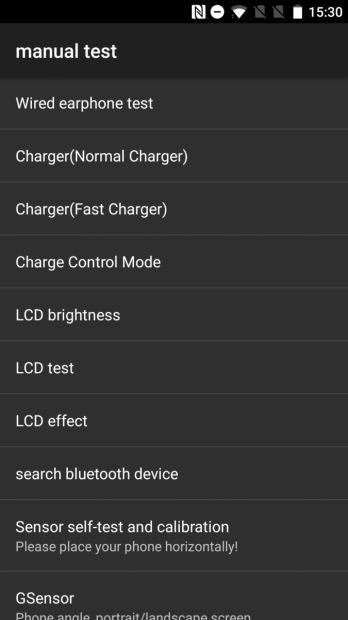 15:30
manual test
Wired earphone test
Charger(Normal Charger)
Charger(Fast Charger)
Charge Control Mode
LCD brightness
LCD test
LCD effect
search bluetooth device
Sensor self-test and calibration
Please place your phone horizontally!
GSensor
Phone angle, portrait/landscape screen